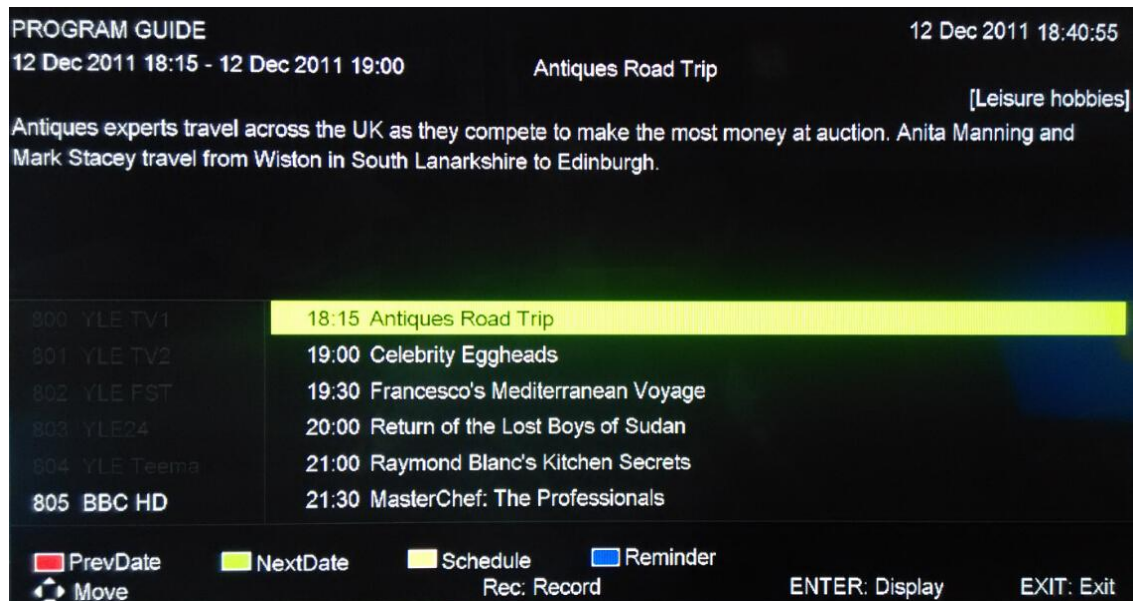 PROGRAM GUIDE 12 Dec 2011 18:40:55
12 Dec 2011 18:15 - 12 Dec 2011 19:00 Antiques Road Trip
[Leisure hobbies]
Antiques experts travel across the UK as they compete to make the most money at auction. Anita Manning and
Mark Stacey travel from Wiston in South Lanarkshire to Edinburgh.
800 YLE TV1 18:15 Antiques Road Trip
801 YLE TV2 19:00 Celebrity Eggheads
802 YLE FST 19:30 Francesco's Mediterranean Voyage
803 YLE24 20:00 Return of the Lost Boys of Sudan
804 YLE Teema 21:00 Raymond Blanc's Kitchen Secrets
805 BBC HD 21:30 MasterChef: The Professionals
PrevDate NextDate Schedule Reminder
Move Rec: Record ENTER: Display EXIT: Exit